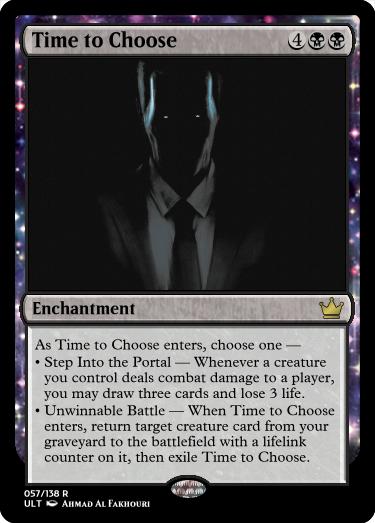 Time to Choose 4
Enchantment
As Time to Choose enters, choose one —
• Step Into the Portal — Whenever a creature
you control deals combat damage to a player,
you may draw three cards and lose 3 life.
• Unwinnable Battle — When Time to Choose
enters, return target creature card from your
graveyard to the battlefield with a lifelink
counter on it, then exile Time to Choose.
057/138 R
ULT Ahmad Al Fakhouri